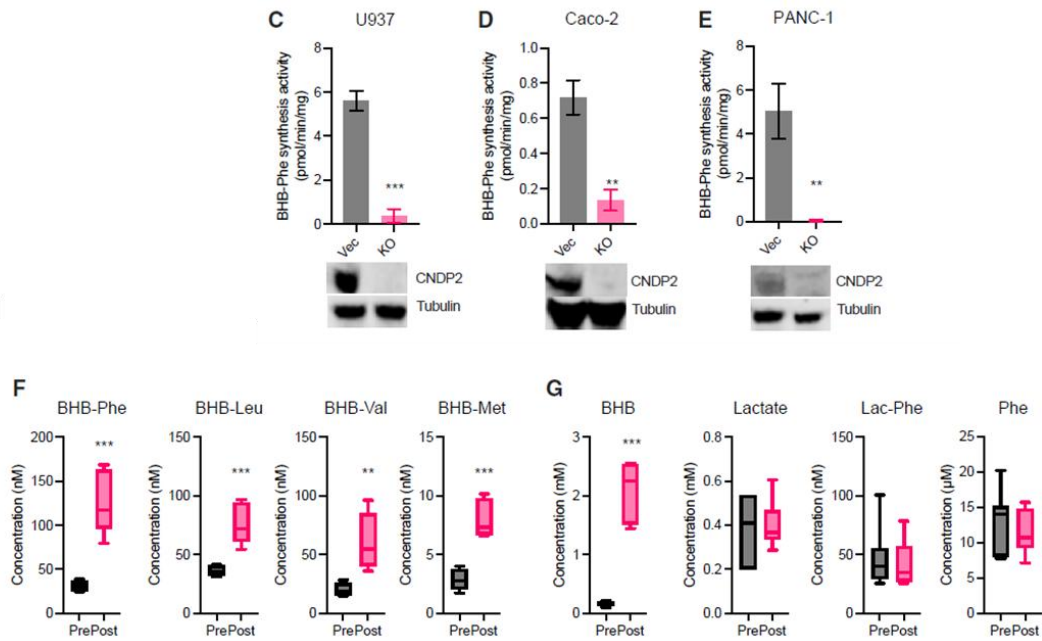 C U937
BHB-Phe synthesis activity
(pmol/min/mg)
8
6
4
2
0
***
Vec KO
CNDP2
Tubulin
D Caco-2
BHB-Phe synthesis activity
(pmol/min/mg)
1.0
0.8
0.6
0.4
0.2
0.0
**
Vec KO
CNDP2
Tubulin
E PANC-1
BHB-Phe synthesis activity
(pmol/min/mg)
8
6
4
2
0
**
Vec KO
CNDP2
Tubulin
F
BHB-Phe
Concentration (nM)
200
150
100
50
0
***
PrePost
BHB-Leu
Concentration (nM)
150
100
50
0
***
PrePost
BHB-Val
Concentration (nM)
150
100
50
0
**
PrePost
BHB-Met
Concentration (nM)
15
10
5
0
***
PrePost
G
BHB
Concentration (mM)
3
2
1
0
***
PrePost
Lactate
Concentration (mM)
0.8
0.6
0.4
0.2
0.0
PrePost
Lac-Phe
Concentration (nM)
150
100
50
0
PrePost
Phe
Concentration (µM)
25
20
15
10
5
0
PrePost